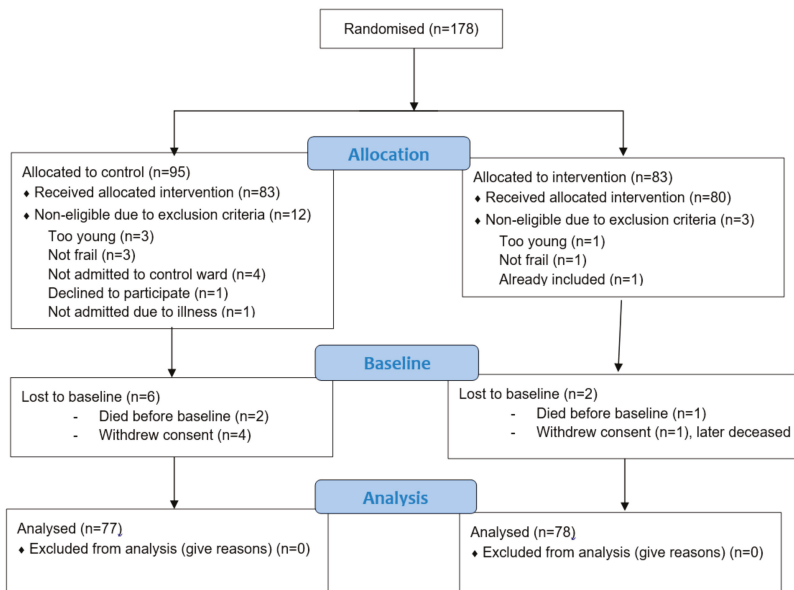 Randomised (n=178)
Allocation
Allocated to control (n=95)
♦ Received allocated intervention (n=83)
♦ Non-eligible due to exclusion criteria (n=12)
Too young (n=3)
Not frail (n=3)
Not admitted to control ward (n=4)
Declined to participate (n=1)
Not admitted due to illness (n=1)
Allocated to intervention (n=83)
♦ Received allocated intervention (n=80)
♦ Non-eligible due to exclusion criteria (n=3)
Too young (n=1)
Not frail (n=1)
Already included (n=1)
Baseline
Lost to baseline (n=6)
- Died before baseline (n=2)
- Withdrew consent (n=4)
Lost to baseline (n=2)
- Died before baseline (n=1)
- Withdrew consent (n=1), later deceased
Analysis
Analysed (n=77)
♦ Excluded from analysis (give reasons) (n=0)
Analysed (n=78)
♦ Excluded from analysis (give reasons) (n=0)